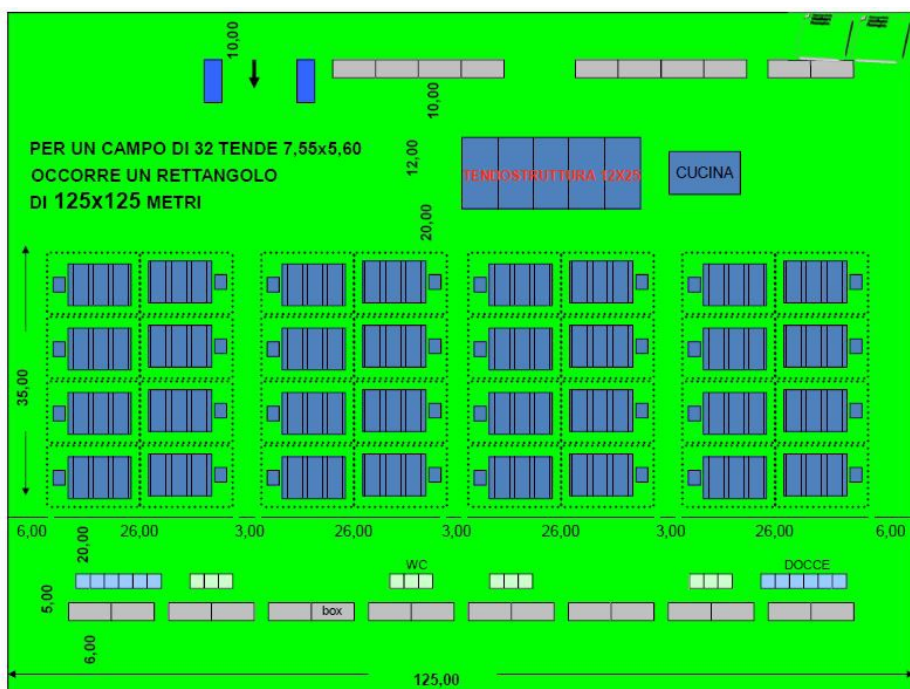 10,00
10,00
PER UN CAMPO DI 32 TENDE 7,55x5,60
OCCORRE UN RETTANGOLO
DI 125x125 METRI
12,00
TENDOSTRUTTURA 12X25
CUCINA
20,00
35,00
6,00 26,00 3,00 26,00 3,00 26,00 3,00 26,00 6,00
20,00
WC
DOCCE
5,00
box
6,00
125,00